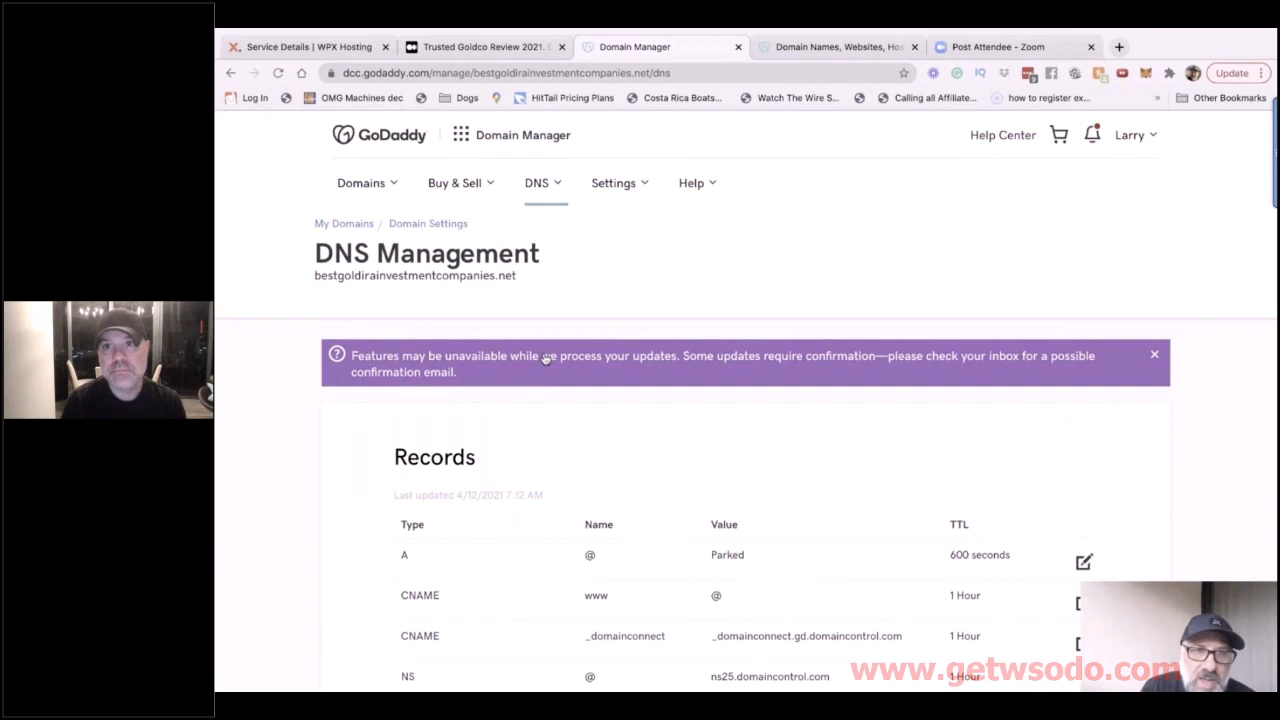 Service Details | WPX Hosting
Trusted Goldco Review 2021.
Domain Manager
Domain Names, Websites, Hos
Post Attendee - Zoom
dcc.godaddy.com/manage/bestgoldirainvestmentcompanies.net/dns
IQ
Update
Log In
OMG Machines dec
Dogs
HitTail Pricing Plans
Costa Rica Boats...
Watch The Wire S...
Calling all Affiliate...
how to register ex...
»
Other Bookmarks
GoDaddy
Domain Manager
Help Center
Larry
Domains
Buy & Sell
DNS
Settings
Help
My Domains / Domain Settings
DNS Management
bestgoldirainvestmentcompanies.net
Features may be unavailable while we process your updates. Some updates require confirmation—please check your inbox for a possible
confirmation email.
Records
Last updated 4/12/2021 7:12 AM
Type Name Value TTL
A @ Parked 600 seconds
CNAME www @ 1 Hour
CNAME _domainconnect _domainconnect.gd.domaincontrol.com 1 Hour
NS @ ns25.domaincontrol.com 1 Hour
www.getwsodo.com